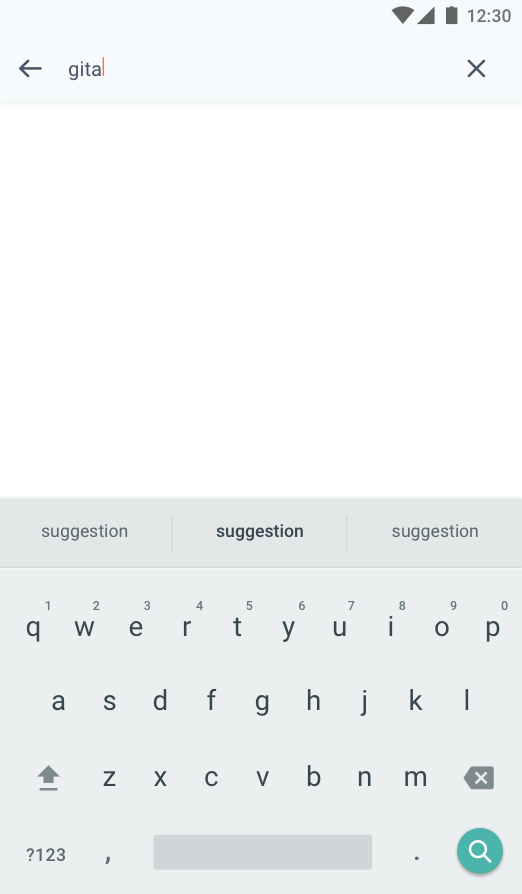 12:30
gita
suggestion suggestion suggestion
1 2 3 4 5 6 7 8 9 0
q w e r t y u i o p
a s d f g h j k l
z x c v b n m
?123 , .